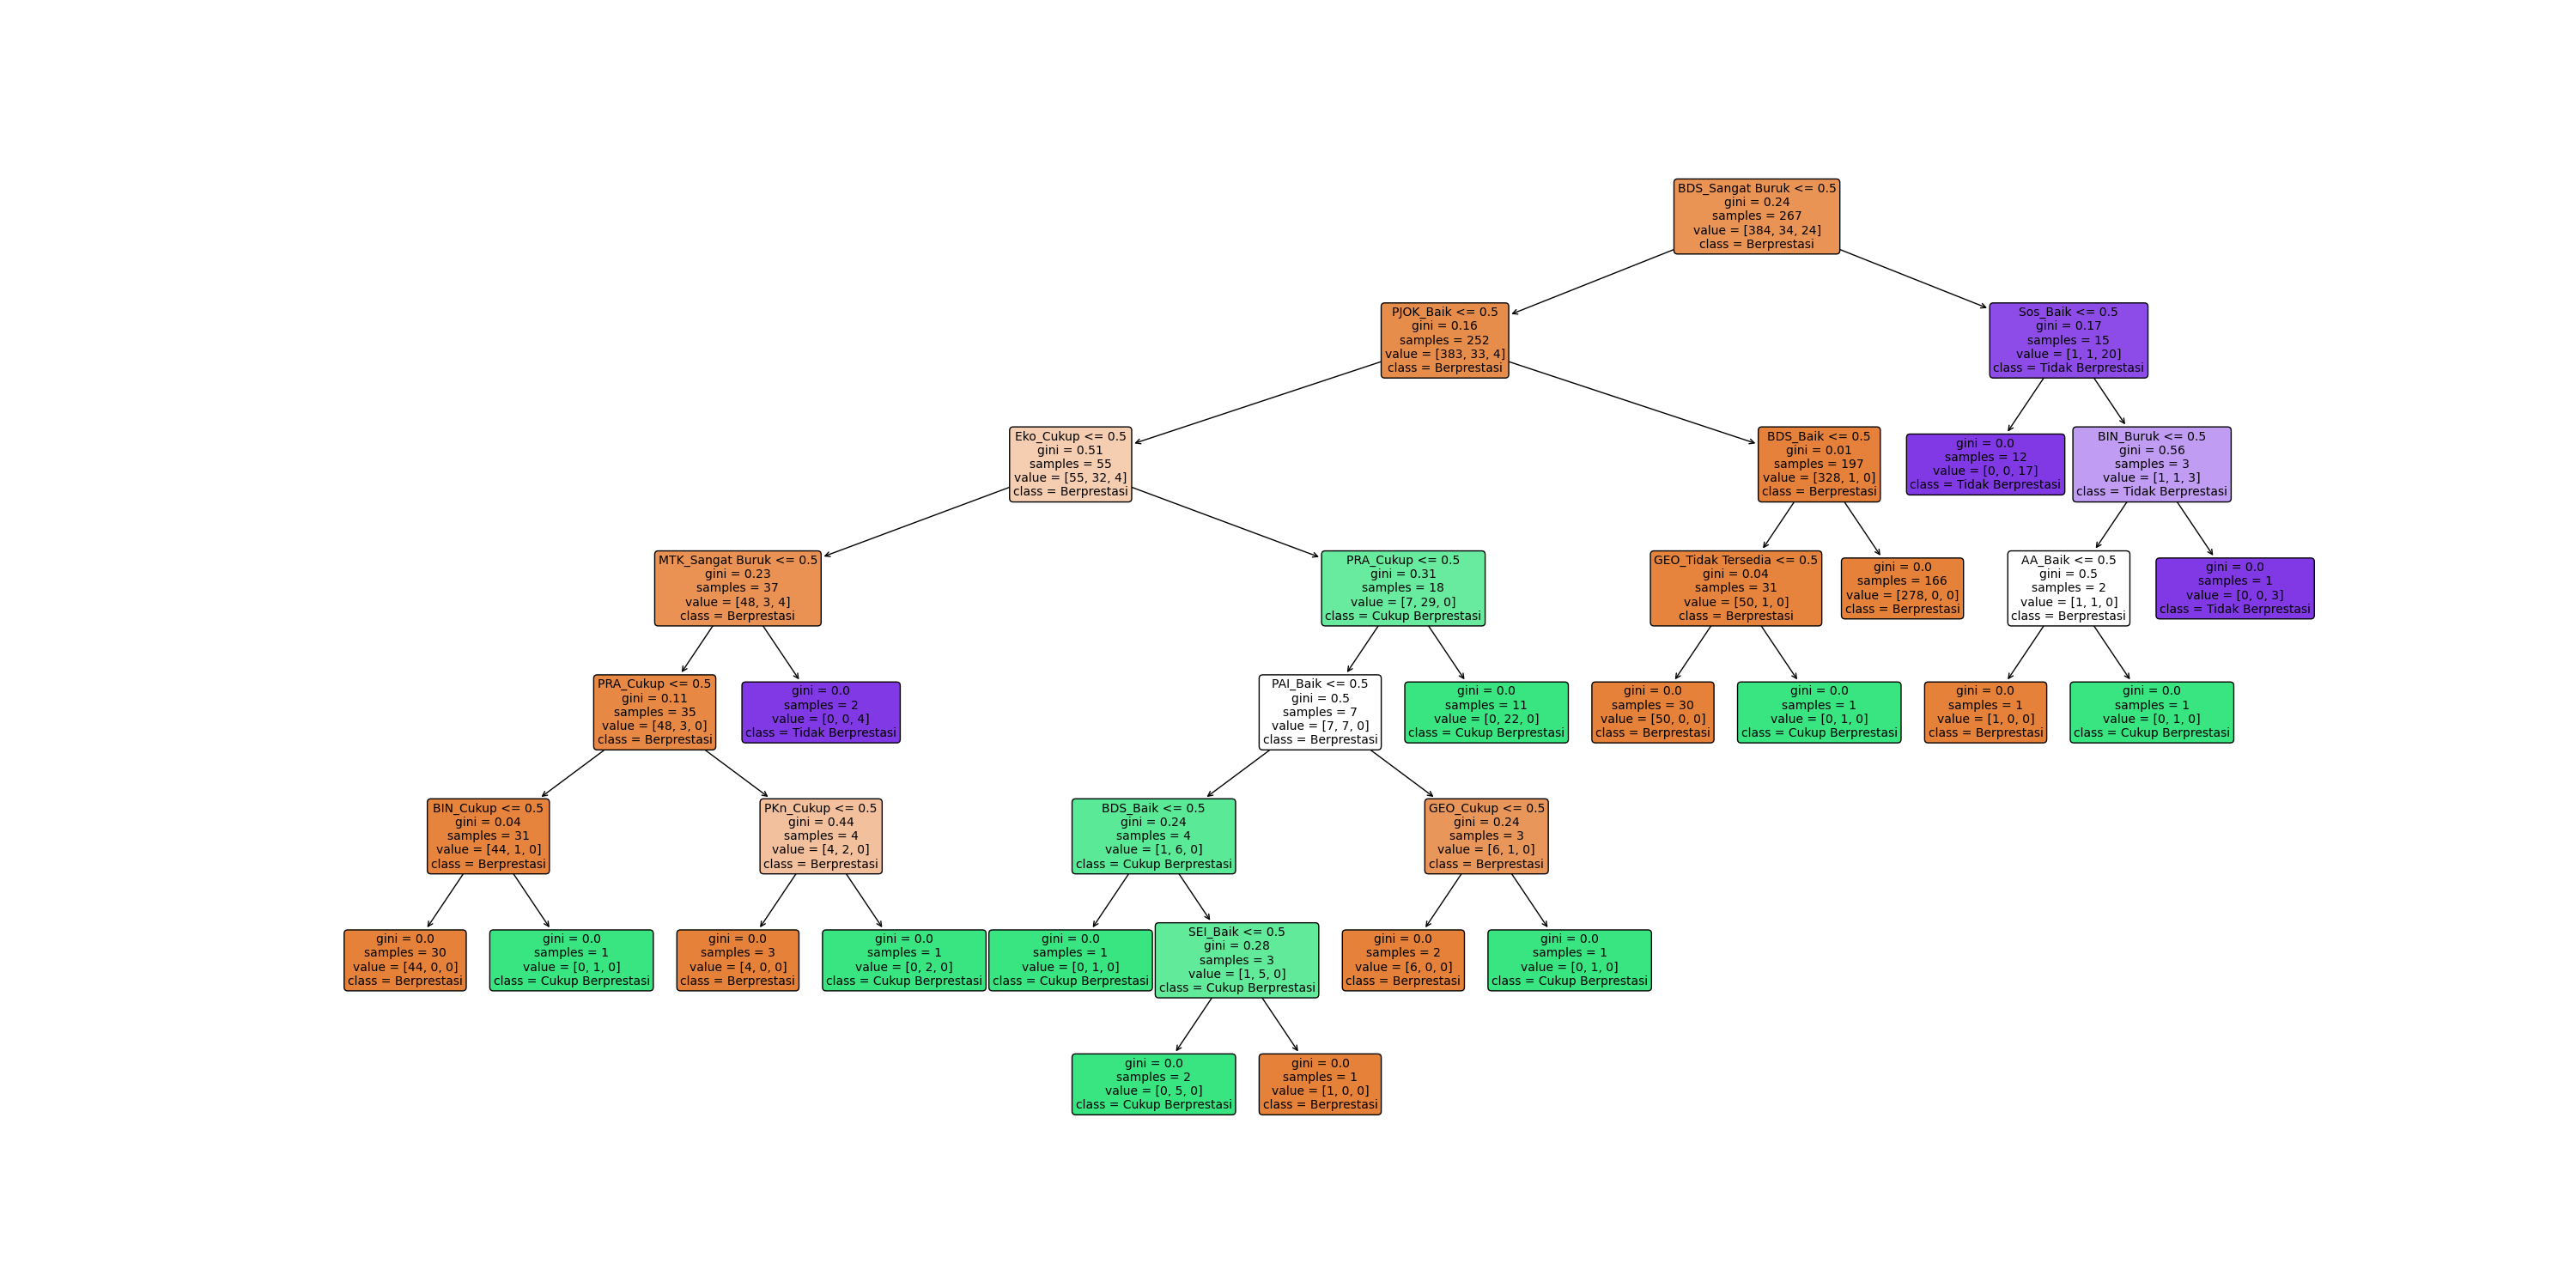 BDS_Sangat Buruk <= 0.5
gini = 0.24
samples = 267
value = [384, 34, 24]
class = Berprestasi
PJOK_Baik <= 0.5
gini = 0.16
samples = 252
value = [383, 33, 4]
class = Berprestasi
Sos_Baik <= 0.5
gini = 0.17
samples = 15
value = [1, 1, 20]
class = Tidak Berprestasi
Eko_Cukup <= 0.5
gini = 0.51
samples = 55
value = [55, 32, 4]
class = Berprestasi
BDS_Baik <= 0.5
gini = 0.01
samples = 197
value = [328, 1, 0]
class = Berprestasi
gini = 0.0
samples = 12
value = [0, 0, 17]
class = Tidak Berprestasi
BIN_Buruk <= 0.5
gini = 0.56
samples = 3
value = [1, 1, 3]
class = Tidak Berprestasi
MTK_Sangat Buruk <= 0.5
gini = 0.23
samples = 37
value = [48, 3, 4]
class = Berprestasi
PRA_Cukup <= 0.5
gini = 0.31
samples = 18
value = [7, 29, 0]
class = Cukup Berprestasi
GEO_Tidak Tersedia <= 0.5
gini = 0.04
samples = 31
value = [50, 1, 0]
class = Berprestasi
gini = 0.0
samples = 166
value = [278, 0, 0]
class = Berprestasi
AA_Baik <= 0.5
gini = 0.5
samples = 2
value = [1, 1, 0]
class = Berprestasi
gini = 0.0
samples = 1
value = [0, 0, 3]
class = Tidak Berprestasi
PRA_Cukup <= 0.5
gini = 0.11
samples = 35
value = [48, 3, 0]
class = Berprestasi
gini = 0.0
samples = 2
value = [0, 0, 4]
class = Tidak Berprestasi
PAI_Baik <= 0.5
gini = 0.5
samples = 7
value = [7, 7, 0]
class = Berprestasi
gini = 0.0
samples = 11
value = [0, 22, 0]
class = Cukup Berprestasi
gini = 0.0
samples = 30
value = [50, 0, 0]
class = Berprestasi
gini = 0.0
samples = 1
value = [0, 1, 0]
class = Cukup Berprestasi
gini = 0.0
samples = 1
value = [1, 0, 0]
class = Berprestasi
gini = 0.0
samples = 1
value = [0, 1, 0]
class = Cukup Berprestasi
BIN_Cukup <= 0.5
gini = 0.04
samples = 31
value = [44, 1, 0]
class = Berprestasi
PKn_Cukup <= 0.5
gini = 0.44
samples = 4
value = [4, 2, 0]
class = Berprestasi
BDS_Baik <= 0.5
gini = 0.24
samples = 4
value = [1, 6, 0]
class = Cukup Berprestasi
GEO_Cukup <= 0.5
gini = 0.24
samples = 3
value = [6, 1, 0]
class = Berprestasi
gini = 0.0
samples = 30
value = [44, 0, 0]
class = Berprestasi
gini = 0.0
samples = 1
value = [0, 1, 0]
class = Cukup Berprestasi
gini = 0.0
samples = 3
value = [4, 0, 0]
class = Berprestasi
gini = 0.0
samples = 1
value = [0, 2, 0]
class = Cukup Berprestasi
gini = 0.0
samples = 1
value = [0, 1, 0]
class = Cukup Berprestasi
SEI_Baik <= 0.5
gini = 0.28
samples = 3
value = [1, 5, 0]
class = Cukup Berprestasi
gini = 0.0
samples = 2
value = [6, 0, 0]
class = Berprestasi
gini = 0.0
samples = 1
value = [0, 1, 0]
class = Cukup Berprestasi
gini = 0.0
samples = 2
value = [0, 5, 0]
class = Cukup Berprestasi
gini = 0.0
samples = 1
value = [1, 0, 0]
class = Berprestasi